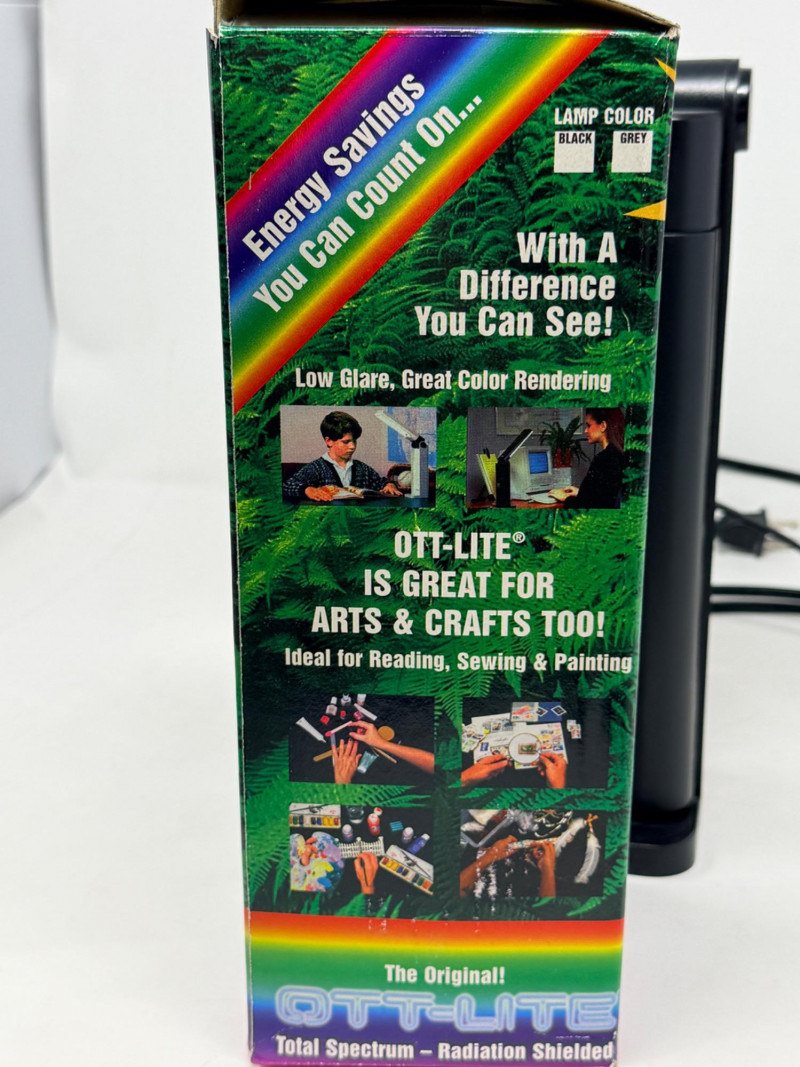 Energy Savings
You Can Count On...
LAMP COLOR
BLACK GREY
With A
Difference
You Can See!
Low Glare, Great Color Rendering
OTT-LITE®
IS GREAT FOR
ARTS & CRAFTS TOO!
Ideal for Reading, Sewing & Painting
The Original!
OTT-LITE
Total Spectrum – Radiation Shielded